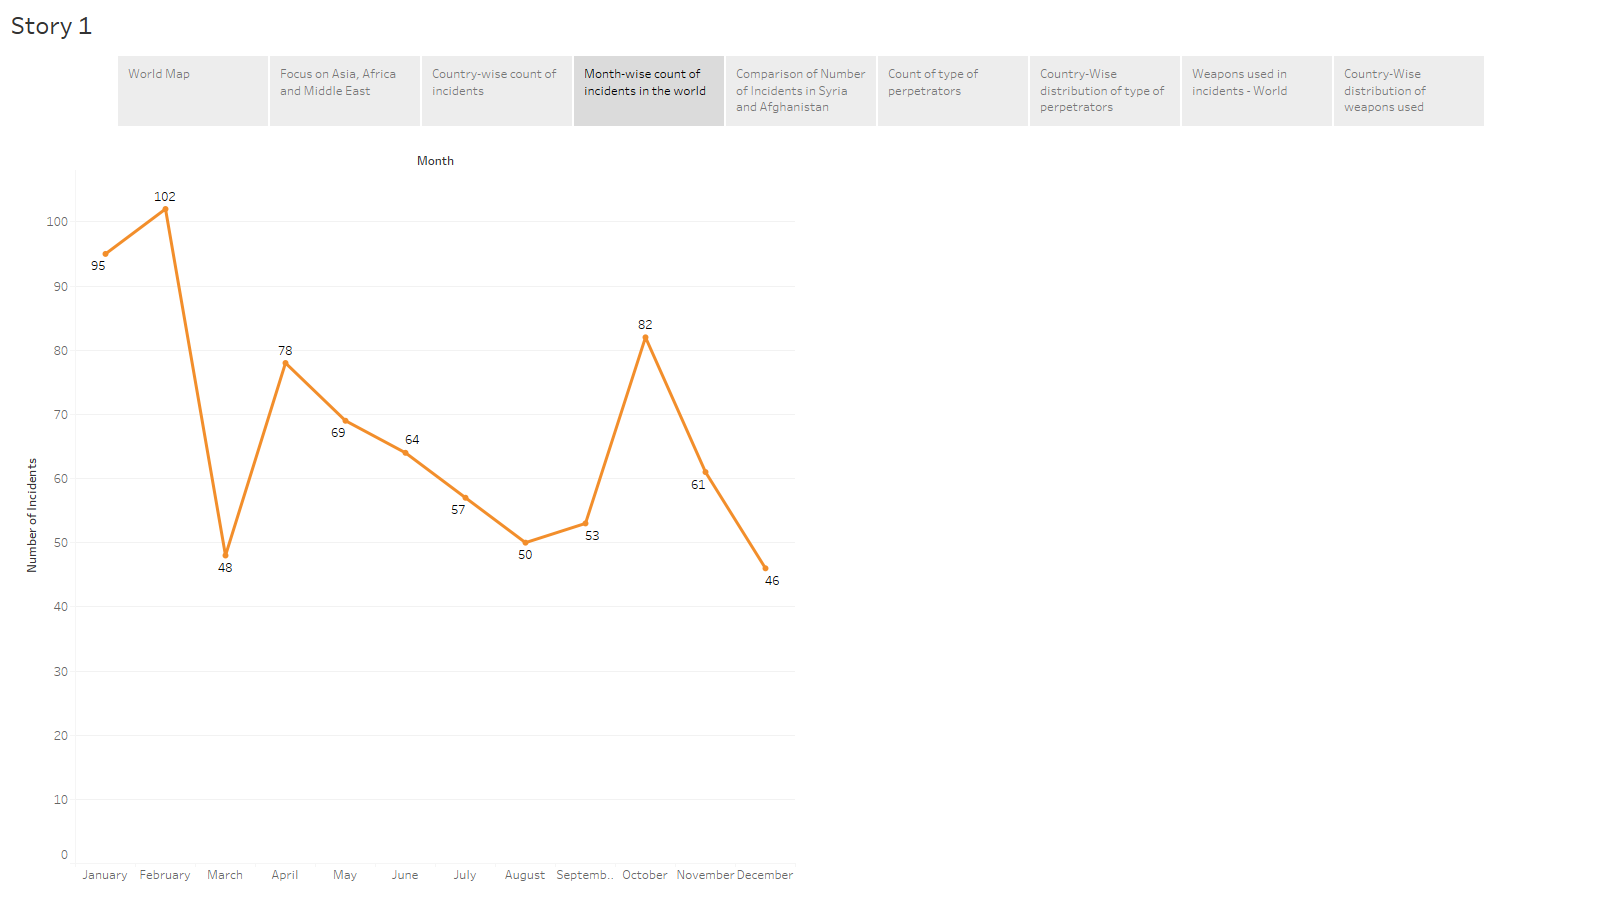 Story 1
World Map
Focus on Asia, Africa
and Middle East
Country-wise count of
incidents
Month-wise count of
incidents in the world
Comparison of Number
of Incidents in Syria
and Afghanistan
Count of type of
perpetrators
Country-Wise
distribution of type of
perpetrators
Weapons used in
incidents - World
Country-Wise
distribution of
weapons used
Month
102
100
95
90
82
80
78
70
69
64
60
61
57
50
50
53
48
46
40
30
20
10
0
Number of Incidents
January February March April May June July August Septemb.. October November December